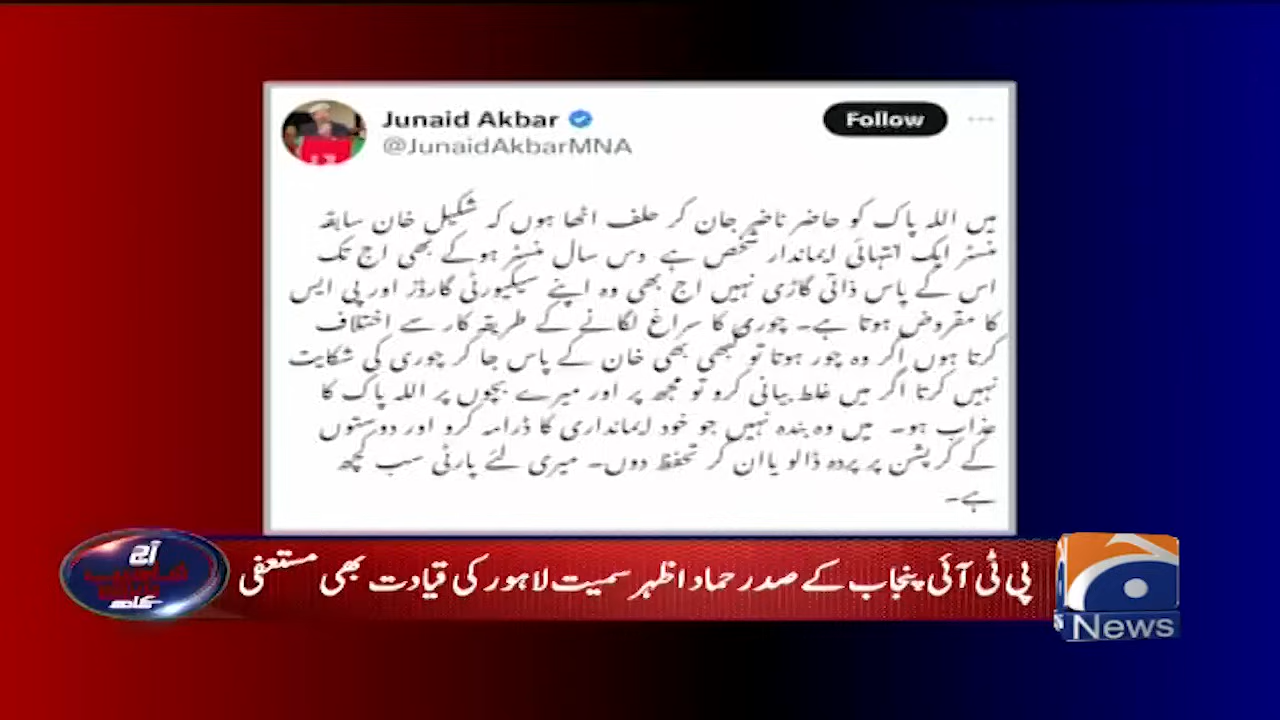 Junaid Akbar
Follow
@JunaidAkbarMNA
میں اللہ پاک کو حاضر ناضر جان کر حلف اٹھا ہوں کہ شکیل خان سابقہ
منسٹر ایک انتہائی ایماندار شخص ہے دس سال منسٹر ہوکے بھی اج تک
اس کے پاس ذاتی گاڑی نہیں اج بھی وہ اپنے سیکیورٹی گارڈز اور پی ایس
کا مقروض ہوتا ہے۔ چوری کا سراغ لگانے کے طریقہ کار سے اختلاف
کرتا ہوں اگر وہ چور ہوتا تو کبھی بھی خان کے پاس جا کر چوری کی شکایت
نہیں کرتا اگر میں غلط بیانی کرو تو مجھ پر اور میرے بچوں پر اللہ پاک کا
عذاب ہو۔ میں وہ بندہ نہیں جو خود ایمانداری کا ڈرامہ کرو اور دوستوں
کے کرپشن پر پردہ ڈالو یاان کر تحفظ دوں۔ میری لئے پارٹی سب کچھ
ہے۔
آج
کے ساتھ
پی ٹی آئی پنجاب کے صدر حماد اظہر سمیت لاہور کی قیادت بھی مستعفی
News